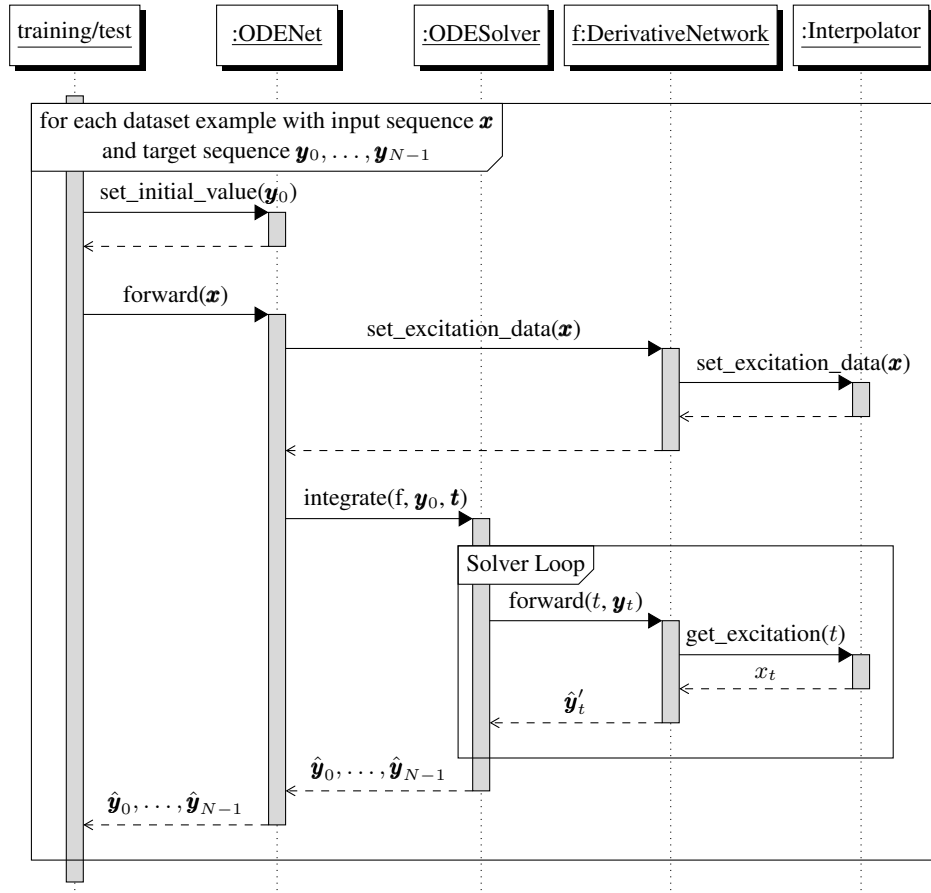 training/test
:ODENet
:ODESolver
f:DerivativeNetwork
:Interpolator
for each dataset example with input sequence 𝒙
and target sequence 𝒚₀, . . . , 𝒚_{N−1}
set_initial_value(𝒚₀)
forward(𝒙)
set_excitation_data(𝒙)
set_excitation_data(𝒙)
integrate(f, 𝒚₀, 𝒕)
Solver Loop
forward(t, 𝒚_t)
get_excitation(t)
x_t
ŷ′_t
ŷ₀, . . . , ŷ_{N−1}
ŷ₀, . . . , ŷ_{N−1}